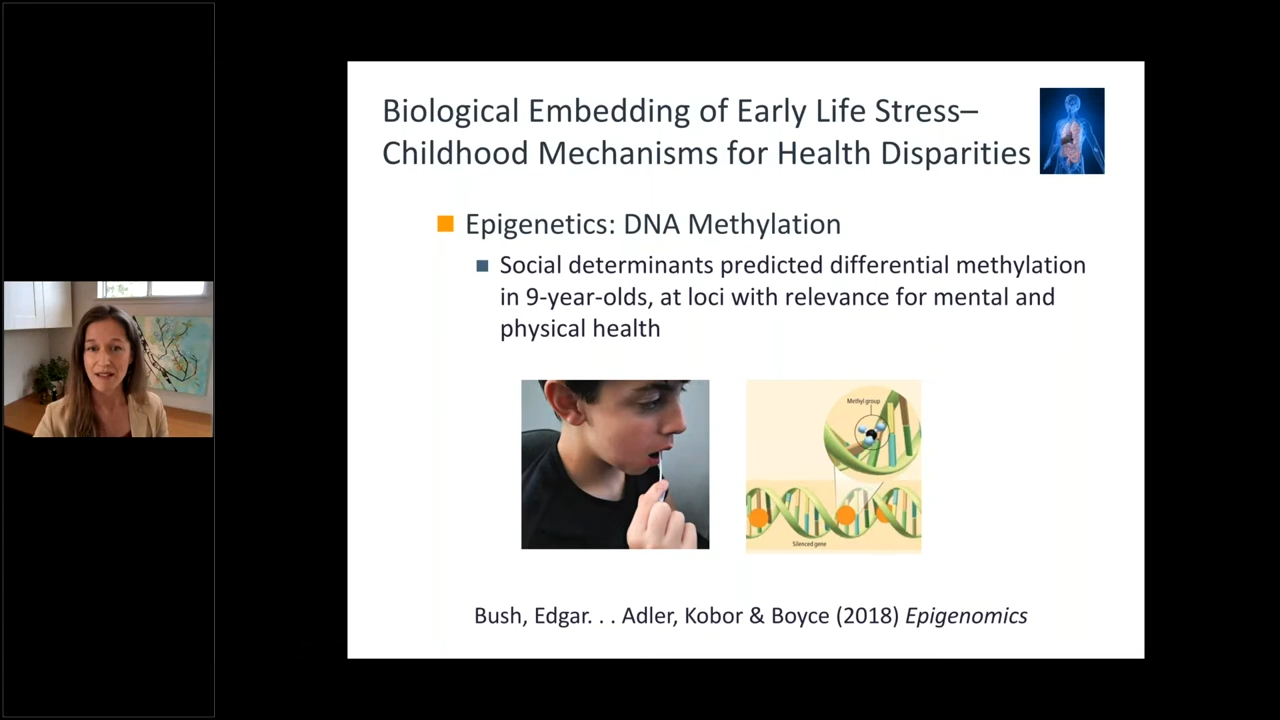 Biological Embedding of Early Life Stress–
Childhood Mechanisms for Health Disparities
Epigenetics: DNA Methylation
Social determinants predicted differential methylation
in 9-year-olds, at loci with relevance for mental and
physical health
Methyl group
Silenced gene
Bush, Edgar. . . Adler, Kobor & Boyce (2018) Epigenomics